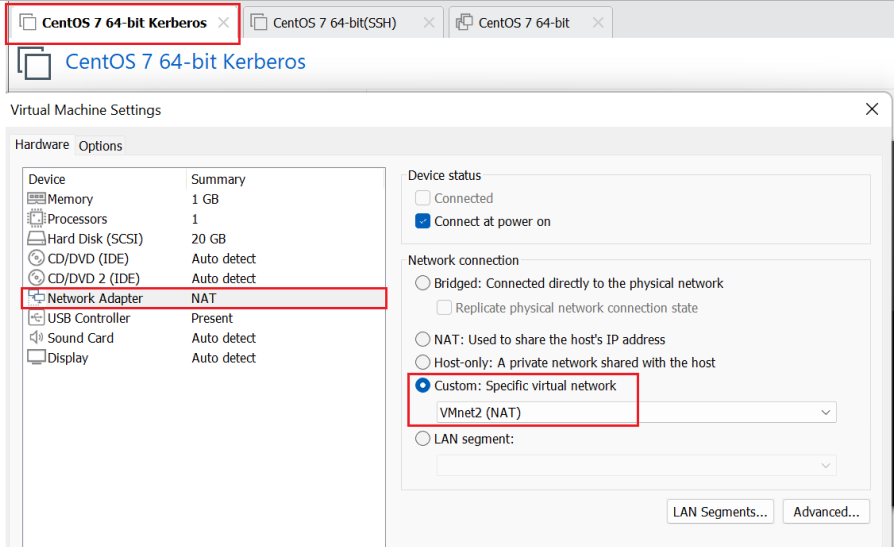 CentOS 7 64-bit Kerberos
CentOS 7 64-bit(SSH)
CentOS 7 64-bit
CentOS 7 64-bit Kerberos
Virtual Machine Settings
Hardware
Options
Device Summary
Memory 1 GB
Processors 1
Hard Disk (SCSI) 20 GB
CD/DVD (IDE) Auto detect
CD/DVD 2 (IDE) Auto detect
Network Adapter NAT
USB Controller Present
Sound Card Auto detect
Display Auto detect
Device status
Connected
Connect at power on
Network connection
Bridged: Connected directly to the physical network
Replicate physical network connection state
NAT: Used to share the host's IP address
Host-only: A private network shared with the host
Custom: Specific virtual network
VMnet2 (NAT)
LAN segment:
LAN Segments...
Advanced...